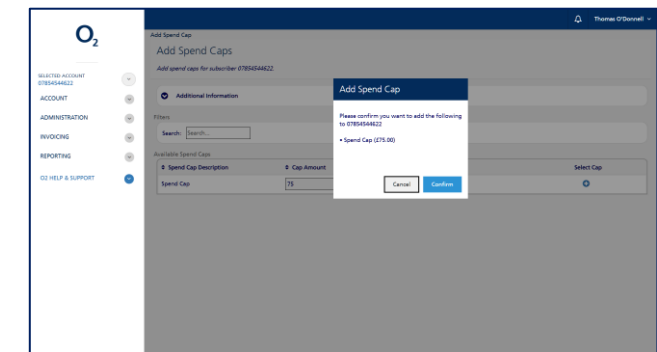 O2
SELECTED ACCOUNT
07854544622
ACCOUNT
ADMINISTRATION
INVOICING
REPORTING
O2 HELP & SUPPORT
Thomas O'Donnell
Add Spend Cap
Add Spend Caps
Add spend caps for subscriber 07854544622.
Additional Information
Filters
Search: Search...
Available Spend Caps
Spend Cap Description Cap Amount Select Cap
Spend Cap 75
Add Spend Cap
Please confirm you want to add the following
to 07854544622
• Spend Cap (£75.00)
Cancel Confirm